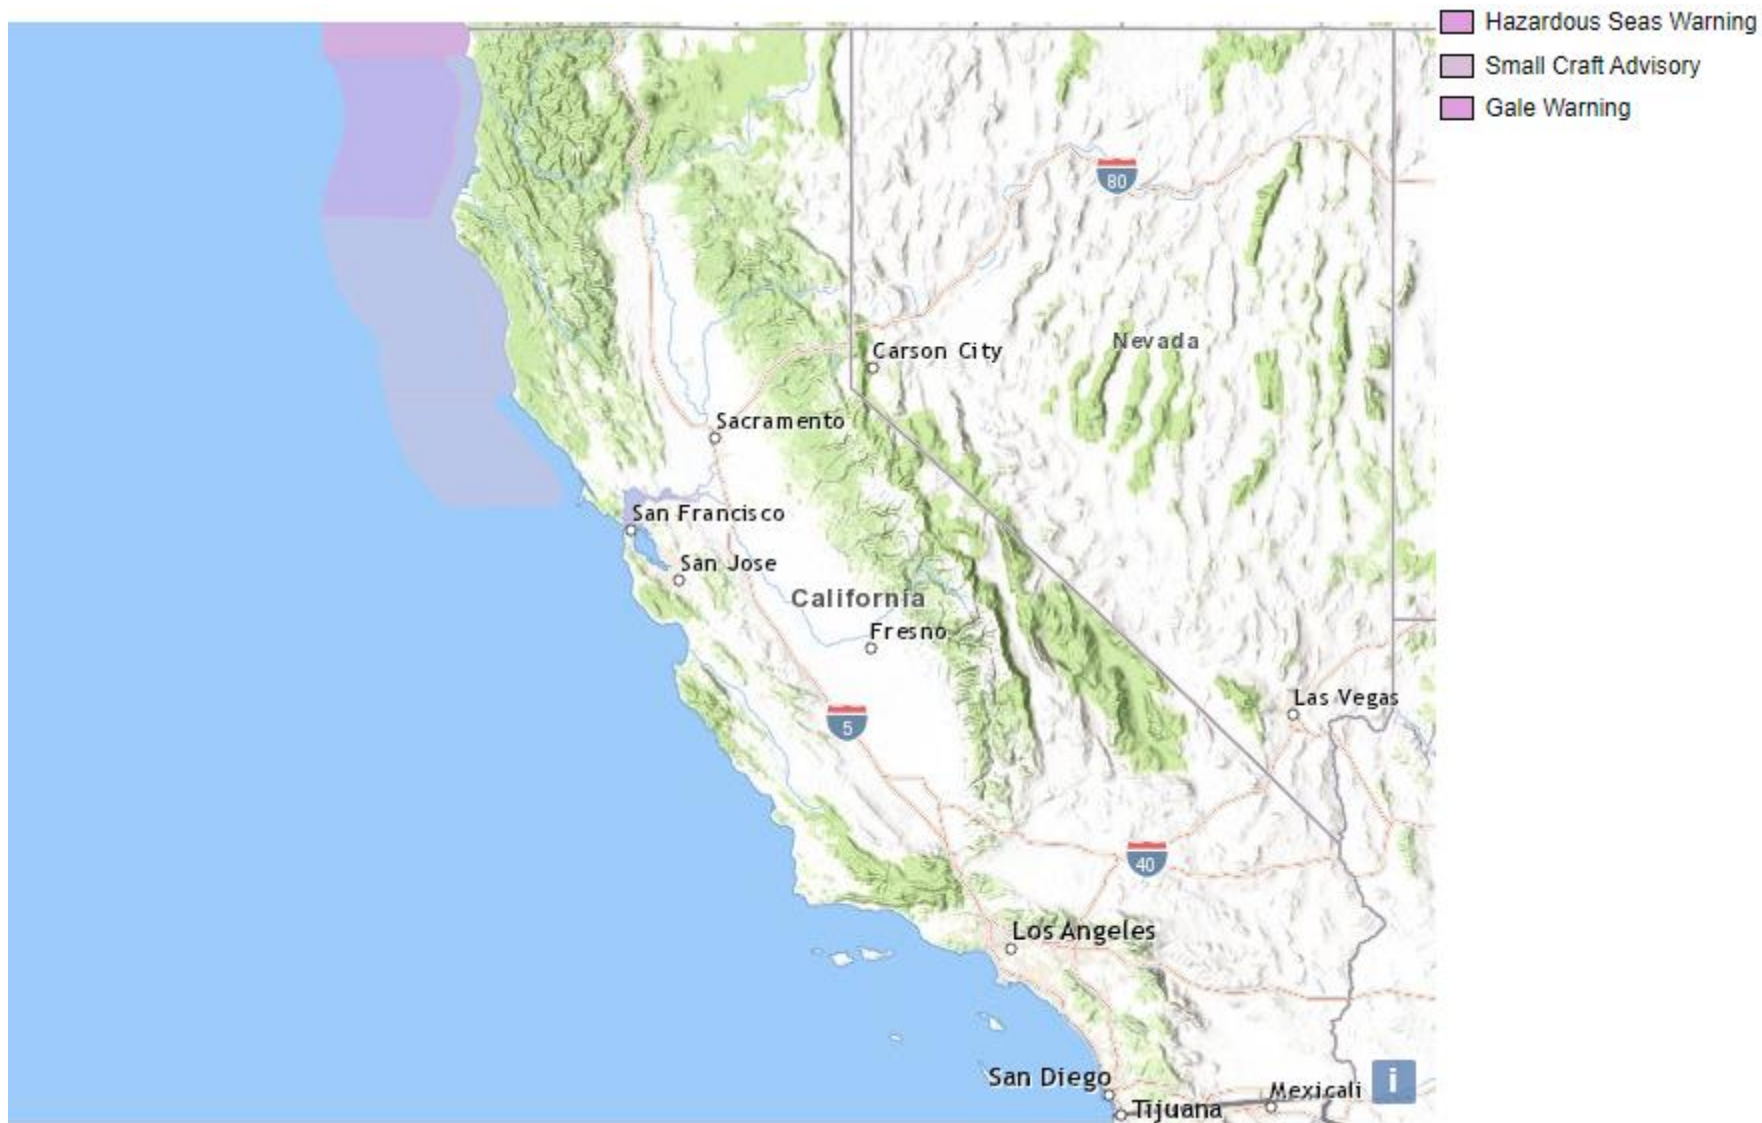 Hazardous Seas Warning
Small Craft Advisory
Gale Warning
80
Nevada
Carson City
Sacramento
San Francisco
San Jose
California
Fresno
Las Vegas
5
40
Los Angeles
San Diego
i
Mexicali
Tijuana